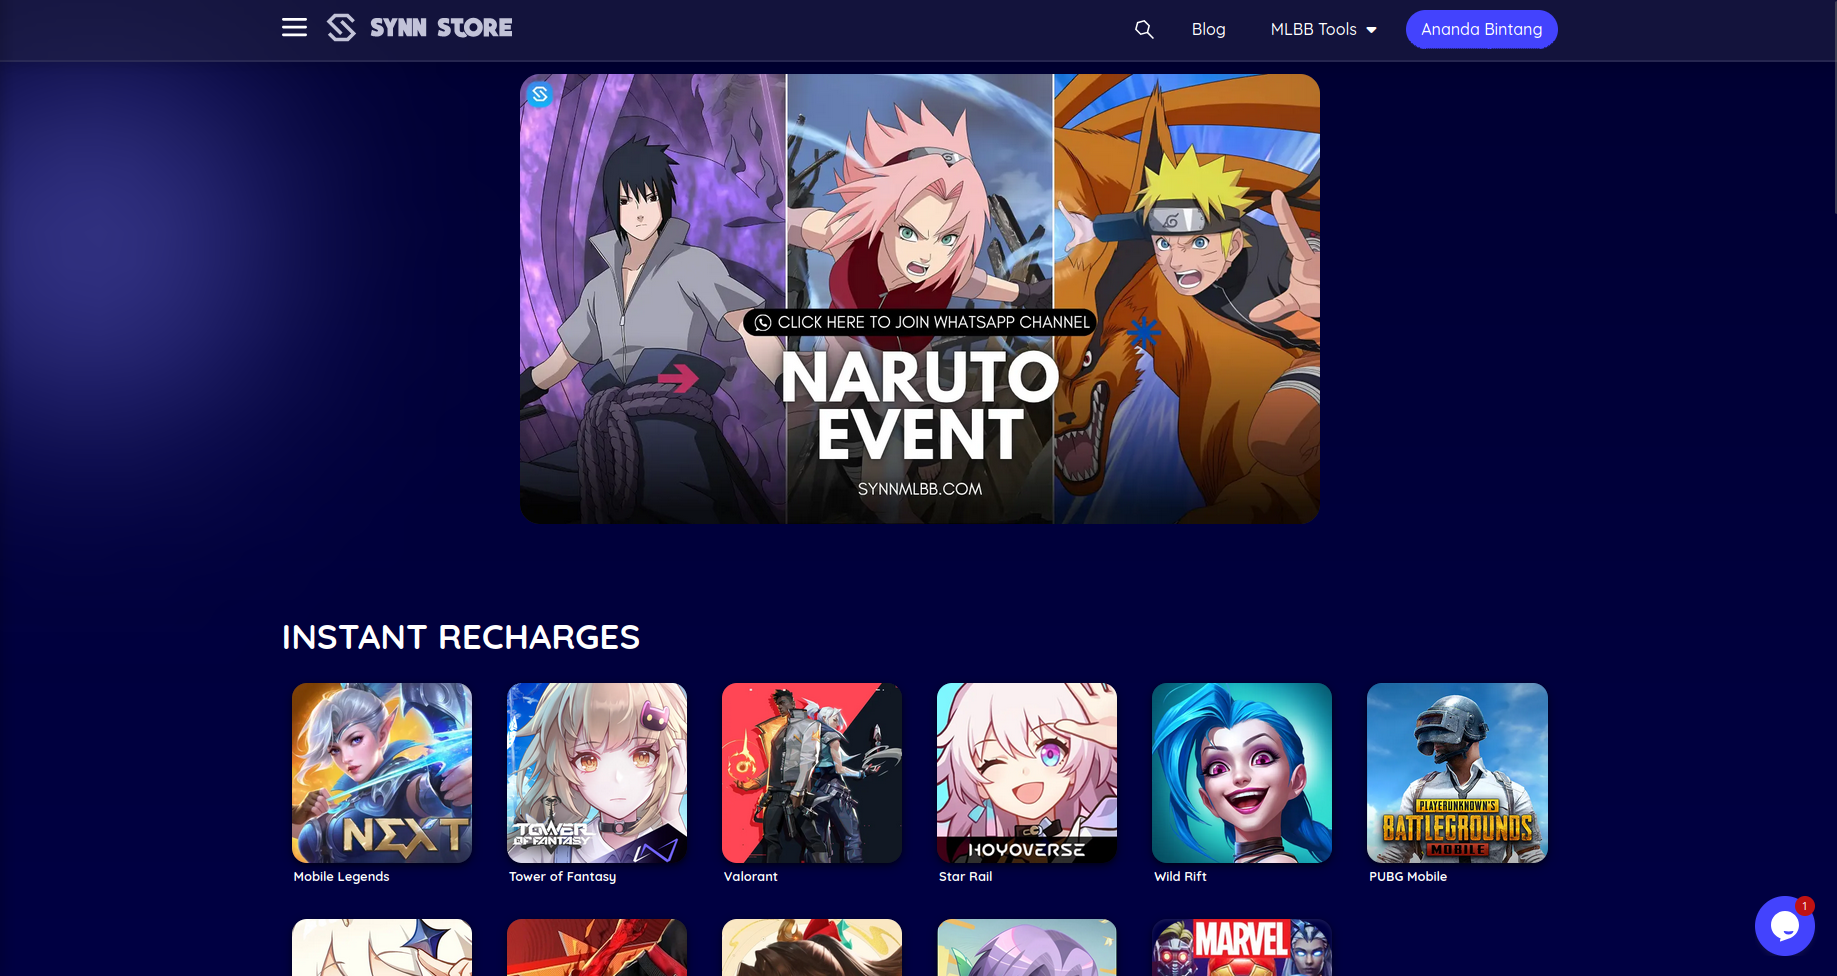 SYNN STORE
Blog
MLBB Tools
Ananda Bintang
CLICK HERE TO JOIN WHATSAPP CHANNEL
NARUTO
EVENT
SYNNMLBB.COM
INSTANT RECHARGES
NEXT
TOWER
OF FANTASY
HOYOVERSE
PLAYERUNKNOWN'S
BATTLEGROUNDS
MOBILE
Mobile Legends
Tower of Fantasy
Valorant
Star Rail
Wild Rift
PUBG Mobile
MARVEL
1